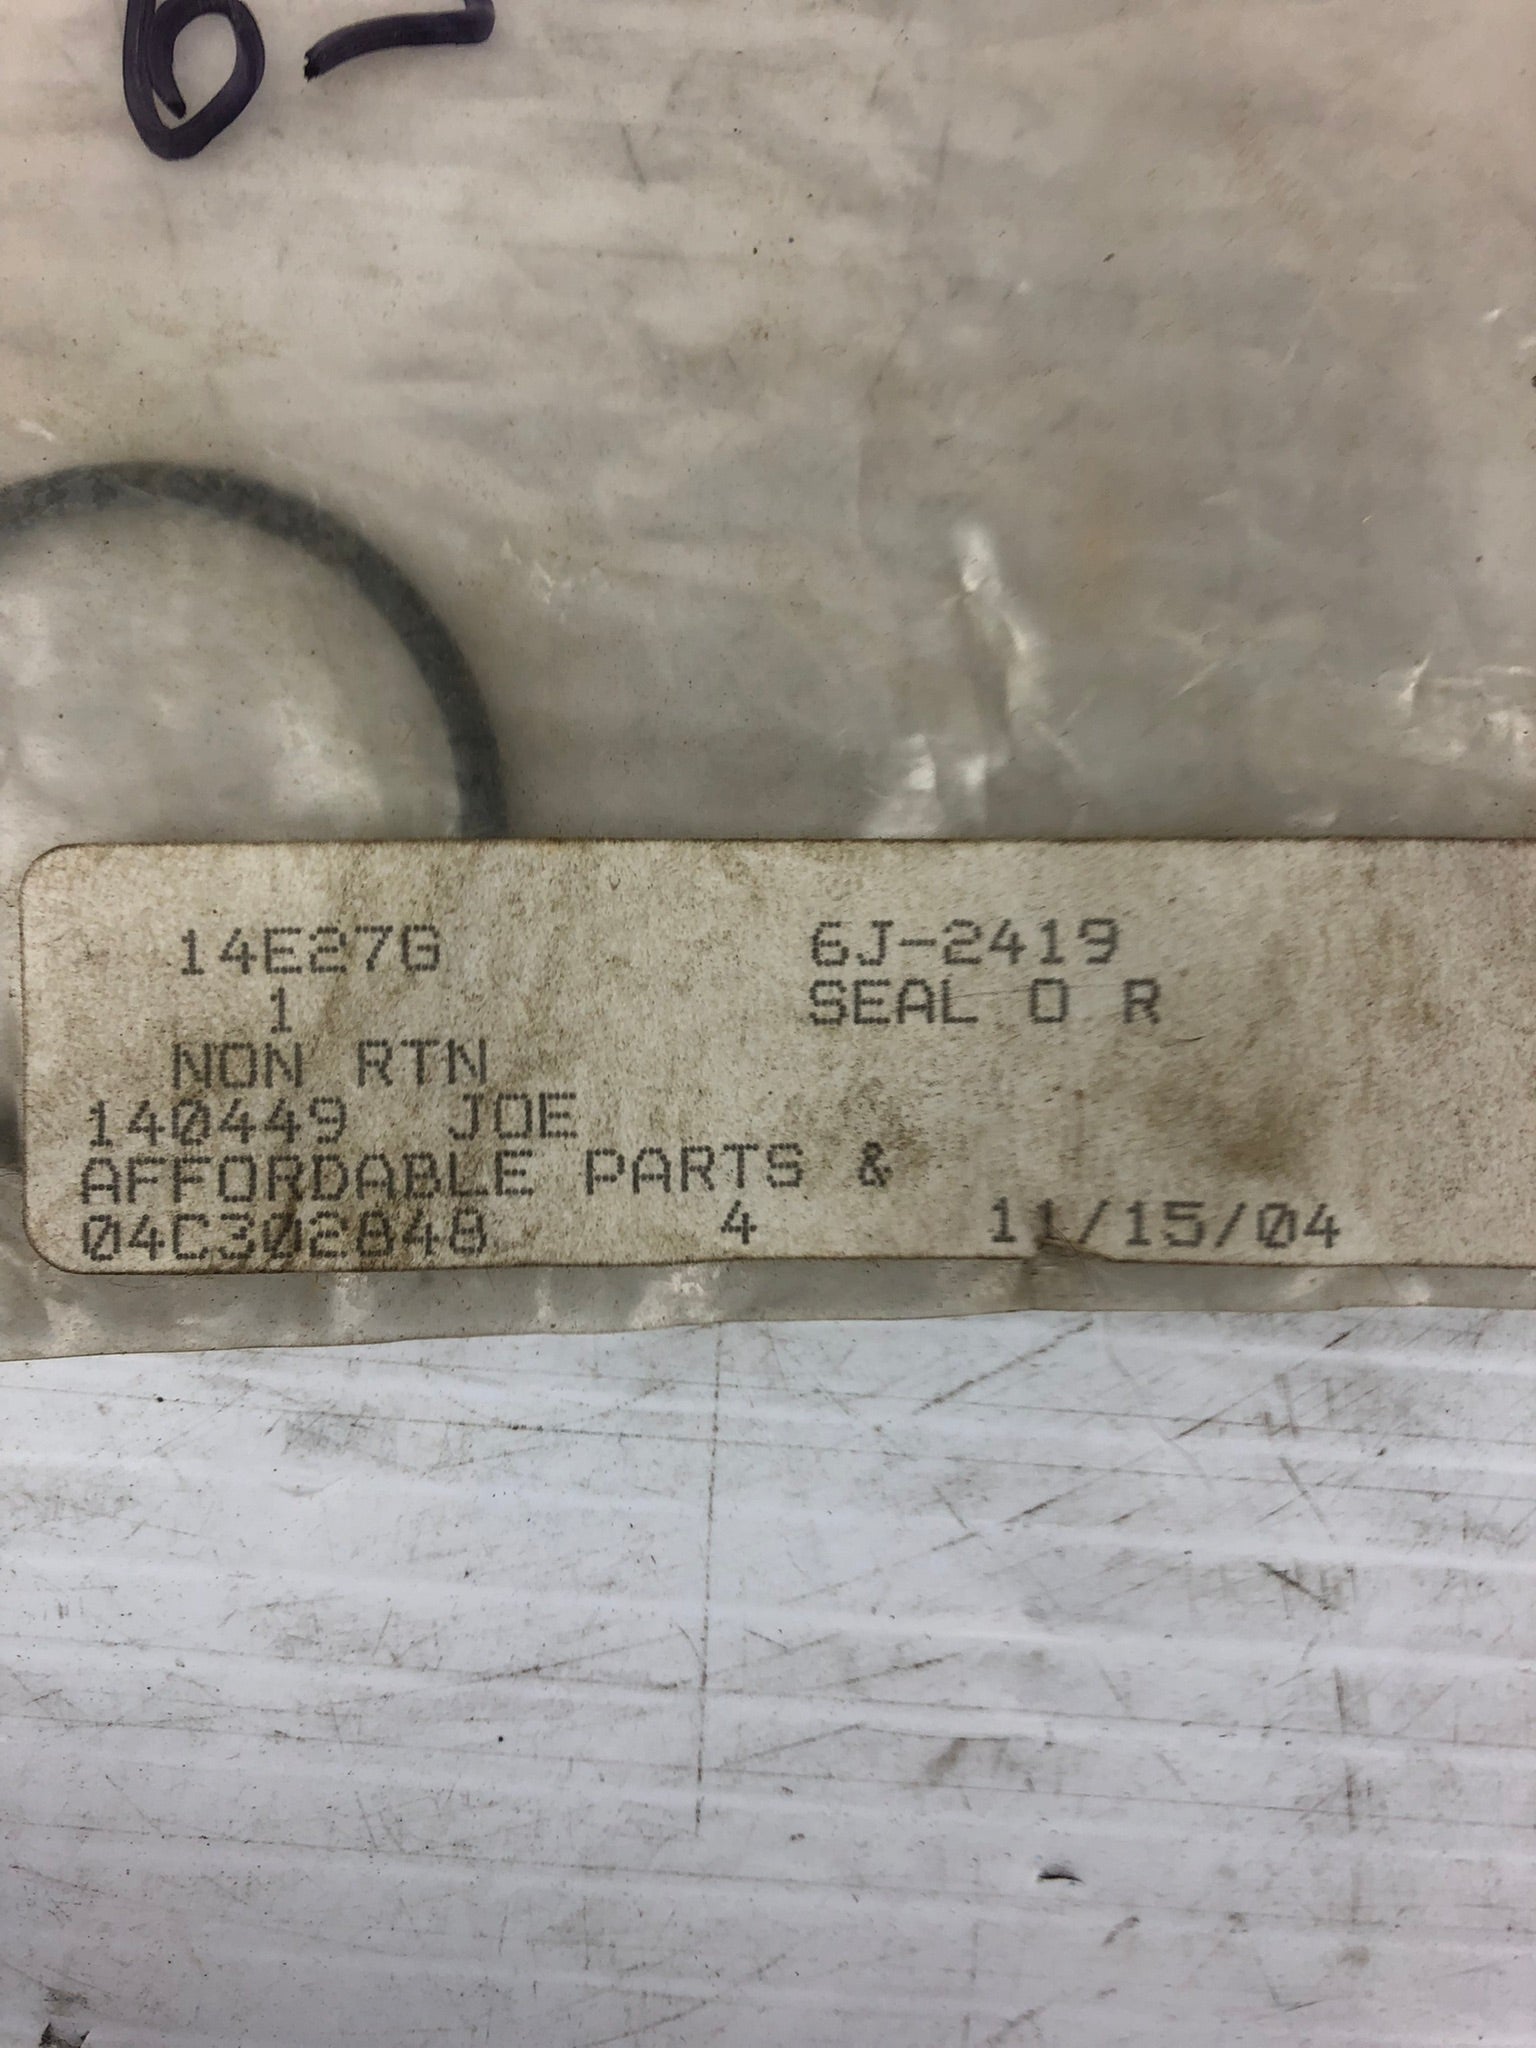 14E27G 6J-2419
1 SEAL O R
NON RTN
140449 JOE
AFFORDABLE PARTS &
04C302848 4 11/15/04